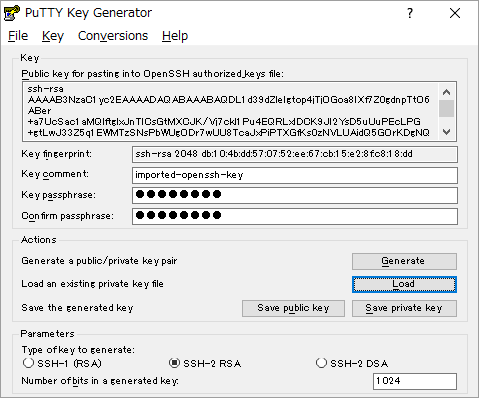 PuTTY Key Generator
File Key Conversions Help
Key
Public key for pasting into OpenSSH authorized_keys file:
ssh-rsa
ABer
Key fingerprint: ssh-rsa 2048 db:10:4b:dd:57:07:52:ee:67:cb:15:e2:8f:c8:18:dd
Key comment: imported-openssh-key
Key passphrase: ●●●●●●●●
Confirm passphrase: ●●●●●●●●
Actions
Generate a public/private key pair Generate
Load an existing private key file Load
Save the generated key Save public key Save private key
Parameters
Type of key to generate:
SSH-1 (RSA) SSH-2 RSA SSH-2 DSA
Number of bits in a generated key: 1024